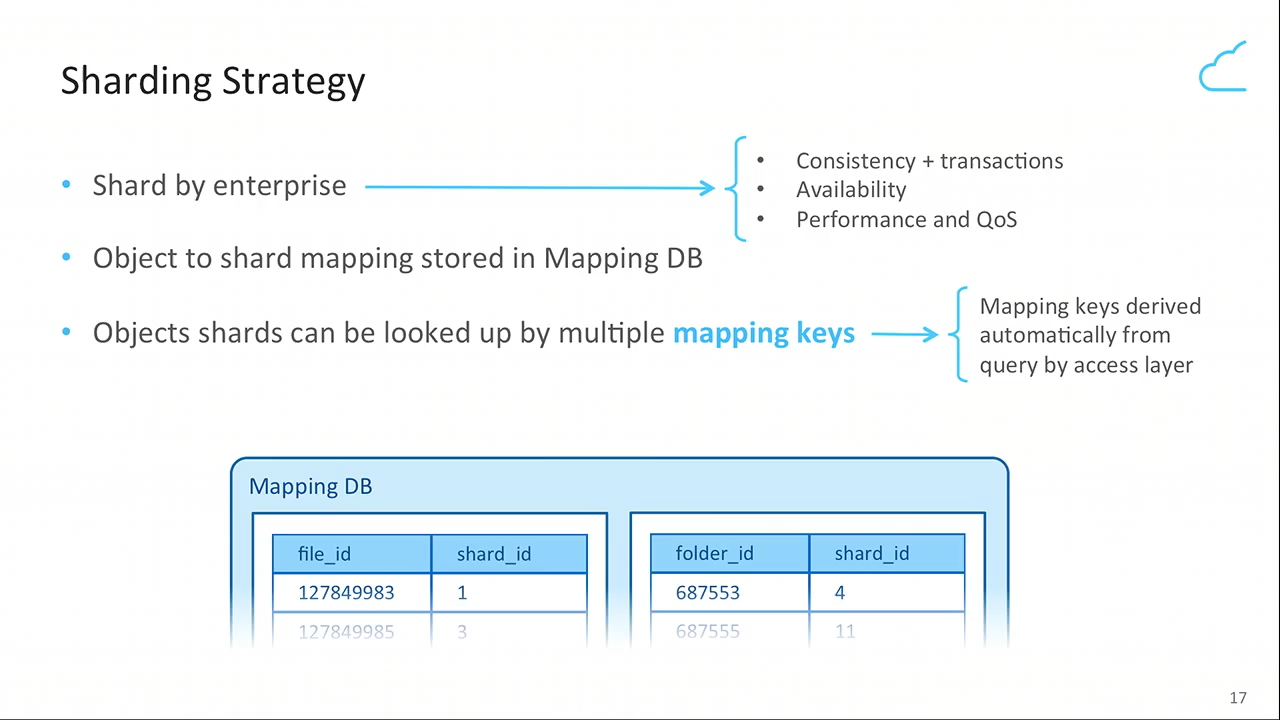 Sharding Strategy
• Shard by enterprise
• Consistency + transactions
• Availability
• Performance and QoS
• Object to shard mapping stored in Mapping DB
• Objects shards can be looked up by multiple mapping keys
Mapping keys derived
automatically from
query by access layer
Mapping DB
file_id shard_id
127849983 1
127849985 3
folder_id shard_id
687553 4
687555 11
17